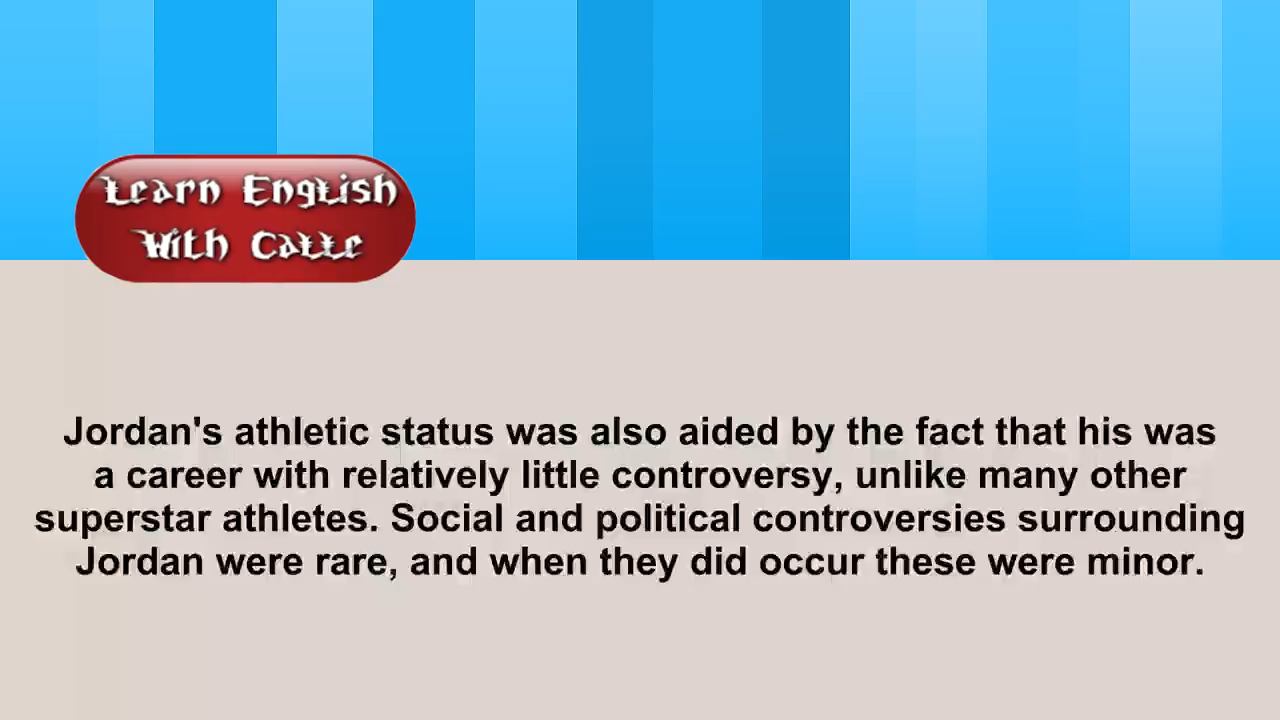 Learn English
With Calle
Jordan's athletic status was also aided by the fact that his was
a career with relatively little controversy, unlike many other
superstar athletes. Social and political controversies surrounding
Jordan were rare, and when they did occur these were minor.